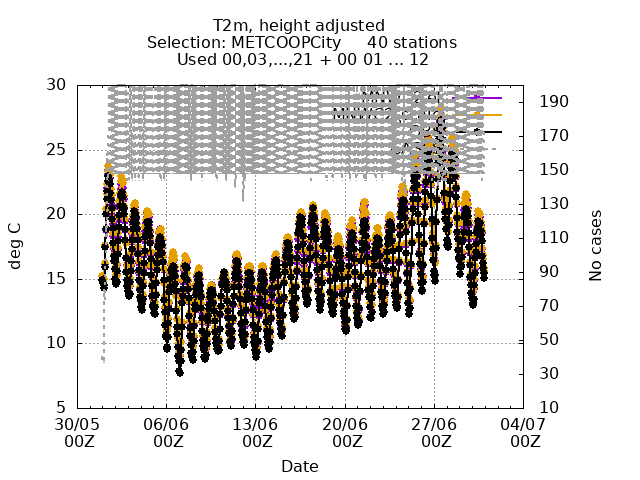 T2m, height adjusted
Selection: METCOOPCity 40 stations
Used 00,03,...,21 + 00 01 ... 12
30
25
20
15
10
5
deg C
190
170
150
130
110
90
70
50
30
10
No cases
30/05 06/06 13/06 20/06 27/06 04/07
00Z 00Z 00Z 00Z 00Z 00Z
Date